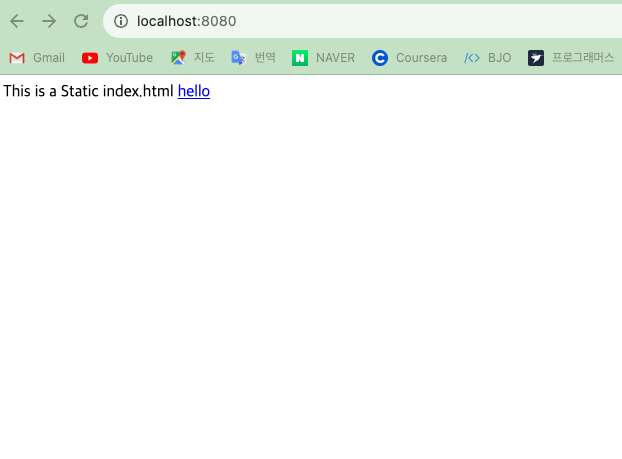 localhost:8080
Gmail YouTube 지도 번역 NAVER Coursera BJO 프로그래머스
This is a Static index.html hello